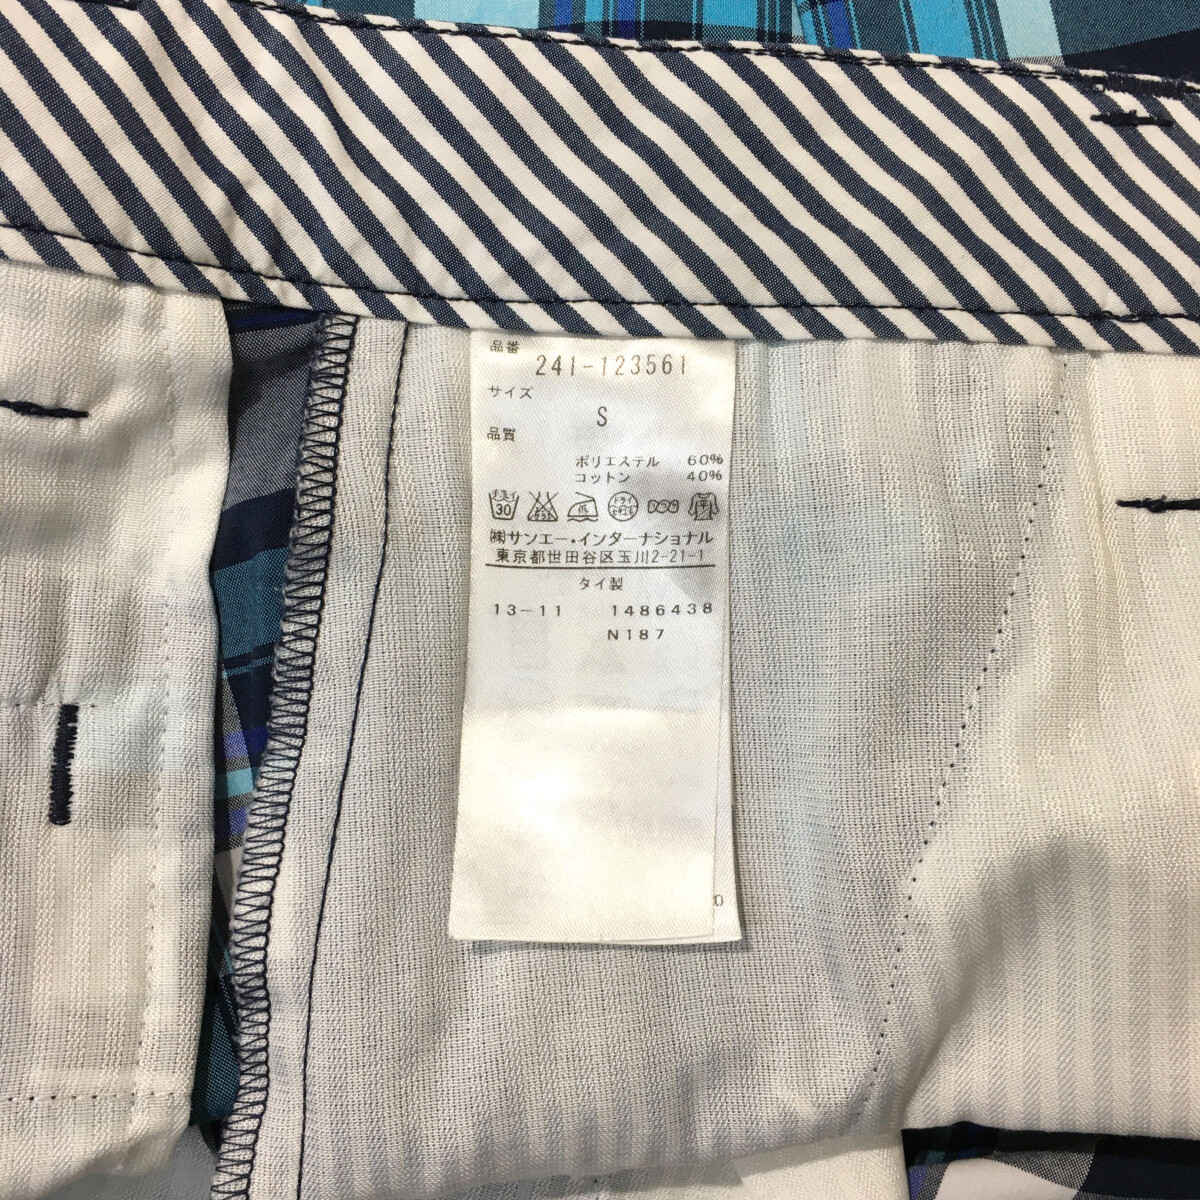 品番
241-123561
サイズ
S
品質
ポリエステル 60%
コットン 40%
30
㈱サンエー・インターナショナル
東京都世田谷区玉川2-21-1
タイ製
13-11 1486438
N187